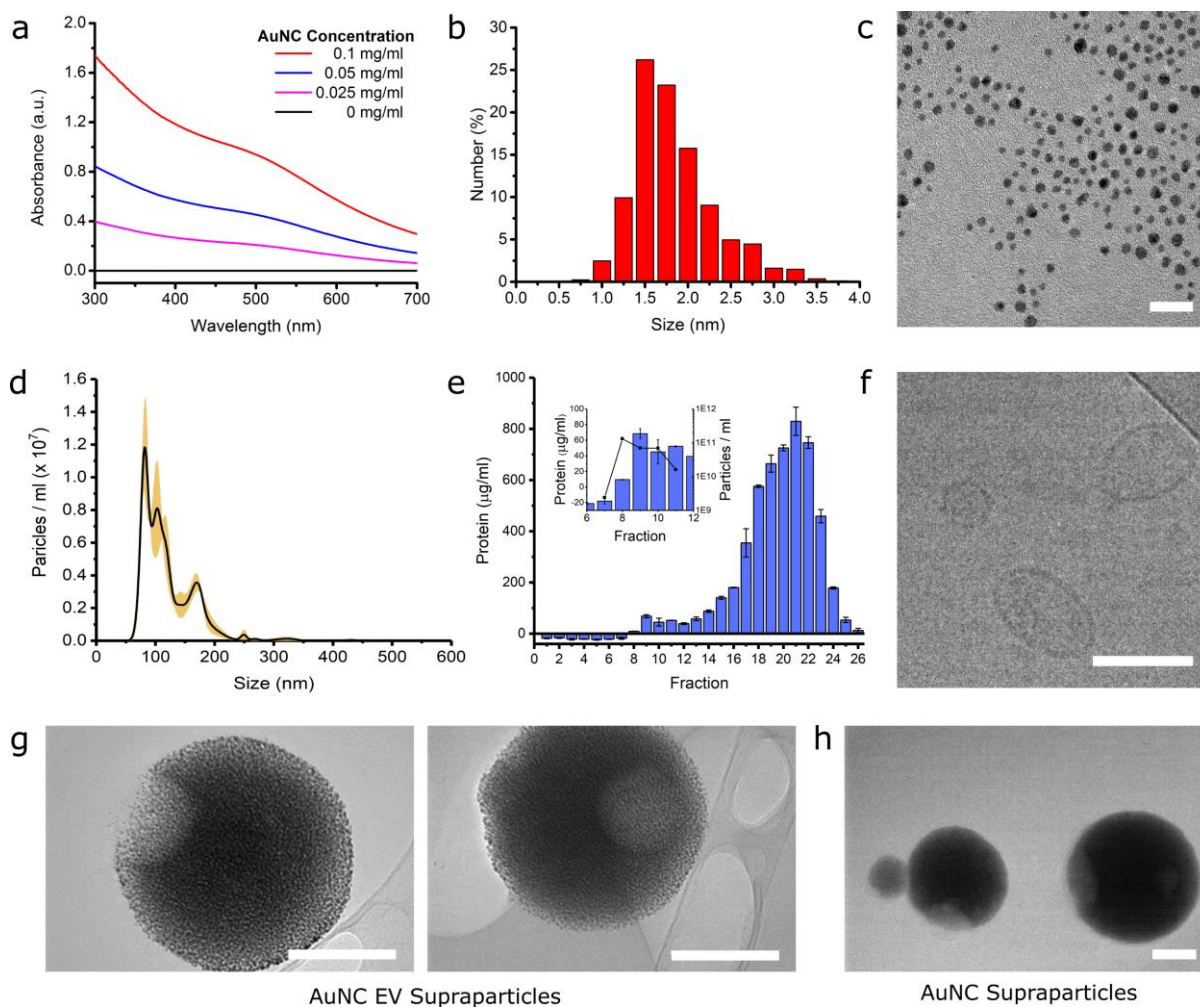 a
AuNC Concentration
0.1 mg/ml
0.05 mg/ml
0.025 mg/ml
0 mg/ml
2.0
1.6
1.2
0.8
0.4
0.0
Absorbance (a.u.)
300 400 500 600 700
Wavelength (nm)
b
30
25
20
15
10
5
0
Number (%)
0.0 0.5 1.0 1.5 2.0 2.5 3.0 3.5 4.0
Size (nm)
c
d
1.6
1.4
1.2
1.0
0.8
0.6
0.4
0.2
0.0
Paricles / ml (x 10⁷)
0 100 200 300 400 500 600
Size (nm)
e
1000
800
600
400
200
0
Protein (µg/ml)
0 2 4 6 8 10 12 14 16 18 20 22 24 26
Fraction
100
80
60
40
20
0
-20
Protein (µg/ml)
1E12
1E11
1E10
1E9
Particles / ml
6 8 10 12
Fraction
f
g
AuNC EV Supraparticles
h
AuNC Supraparticles